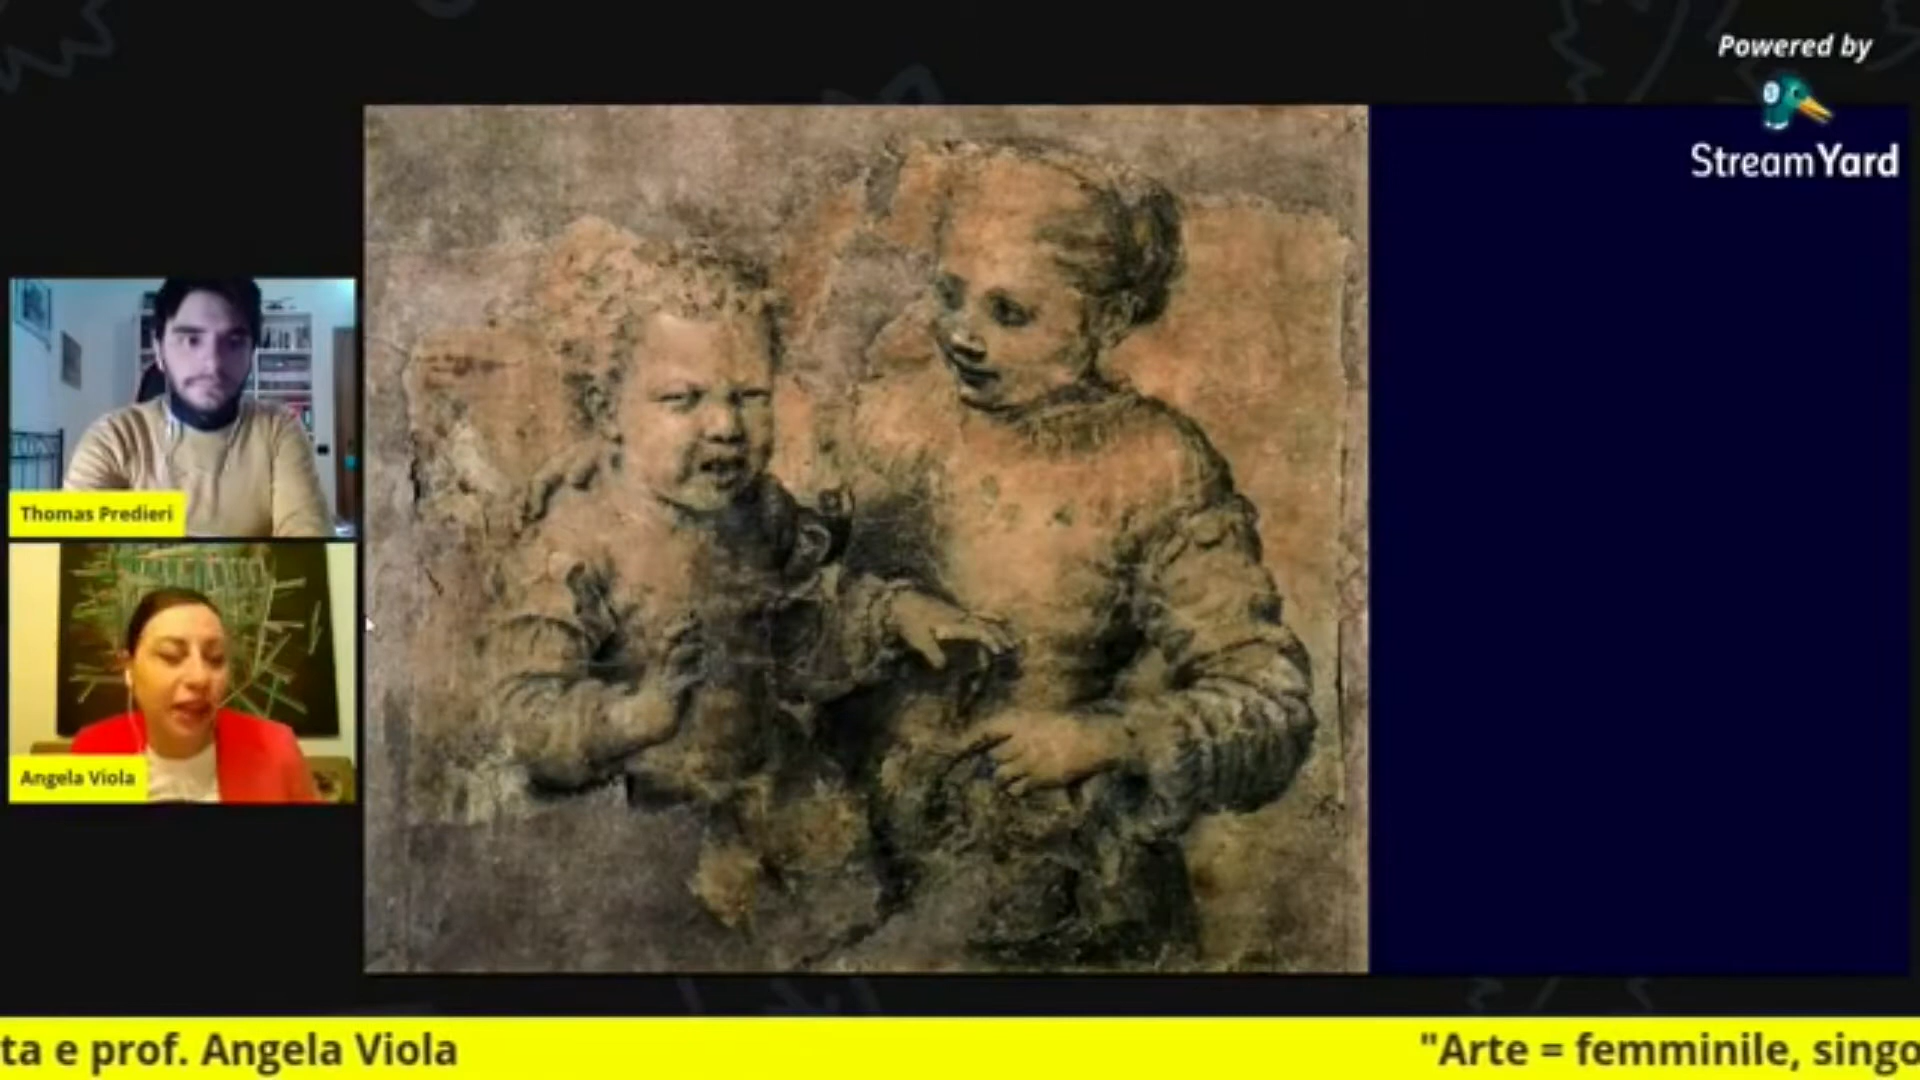 Powered by
StreamYard
Thomas Predieri
Angela Viola
ta e prof. Angela Viola
"Arte = femminile, singo